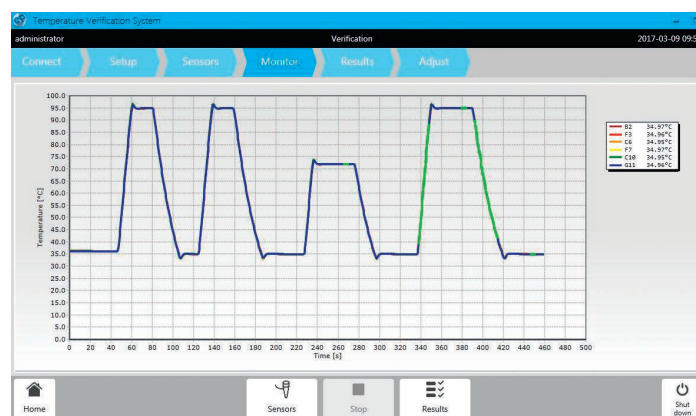 Temperature Verification System
administrator Verification 2017-03-09 09:5
Connect Setup Sensors Monitor Results Adjust
100.0
95.0
90.0
85.0
80.0
75.0
70.0
65.0
60.0
55.0
50.0
45.0
40.0
35.0
30.0
25.0
20.0
15.0
10.0
5.0
0.0
Temperature [°C]
0 20 40 60 80 100 120 140 160 180 200 220 240 260 280 300 320 340 360 380 400 420 440 460 480 500
Time [s]
B2 34.97°C
F3 34.96°C
C6 34.95°C
F7 34.97°C
C10 34.95°C
G11 34.96°C
Home Sensors Stop Results Shut down